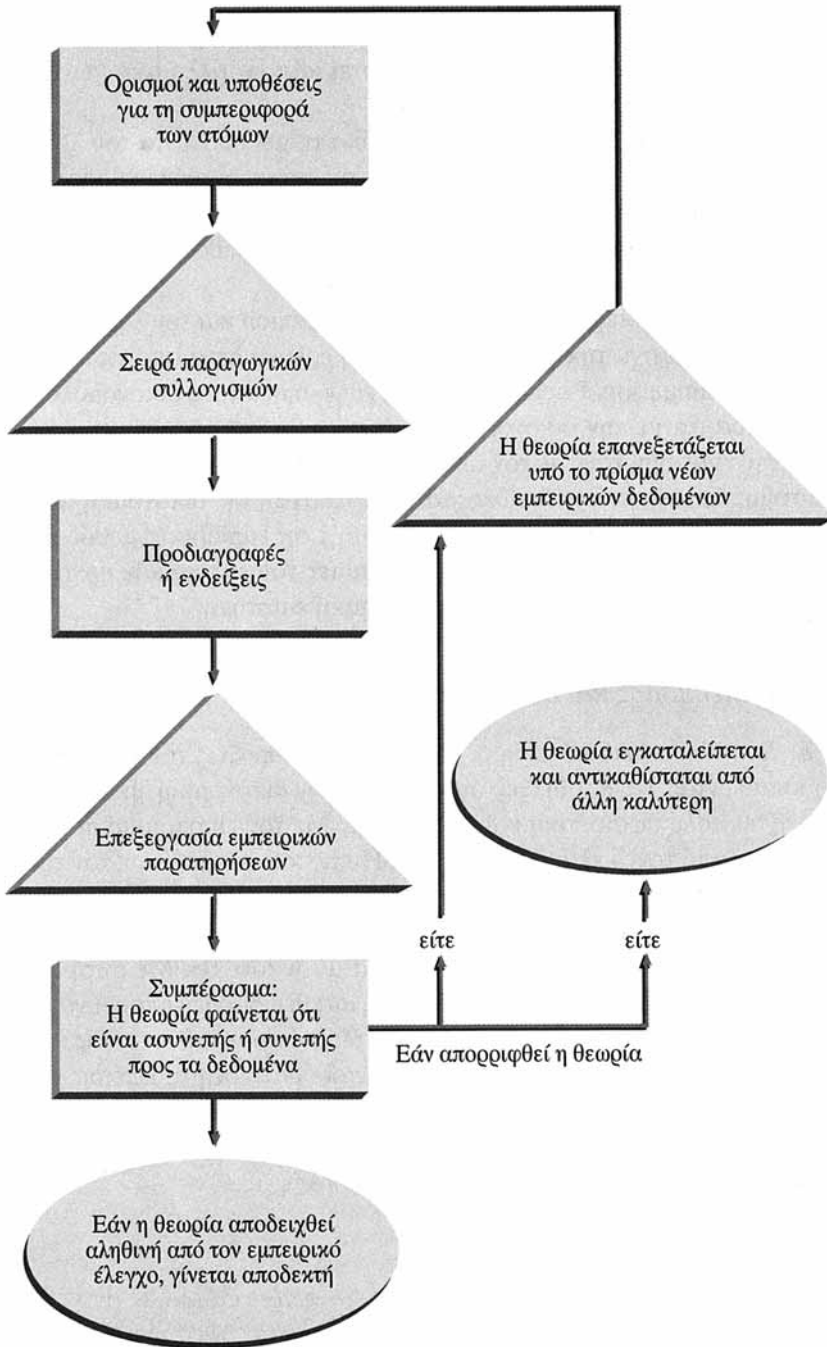 Ορισμοί και υποθέσεις
για τη συμπεριφορά
των ατόμων
Σειρά παραγωγικών
συλλογισμών
Η θεωρία επανεξετάζεται
υπό το πρίσμα νέων
εμπειρικών δεδομένων
Προδιαγραφές
ή ενδείξεις
Η θεωρία εγκαταλείπεται
και αντικαθίσταται από
άλλη καλύτερη
Επεξεργασία εμπειρικών
παρατηρήσεων
είτε
είτε
Συμπέρασμα:
Η θεωρία φαίνεται ότι
είναι ασυνεπής ή συνεπής
προς τα δεδομένα
Εάν απορριφθεί η θεωρία
Εάν η θεωρία αποδειχθεί
αληθινή από τον εμπειρικό
έλεγχο, γίνεται αποδεκτή